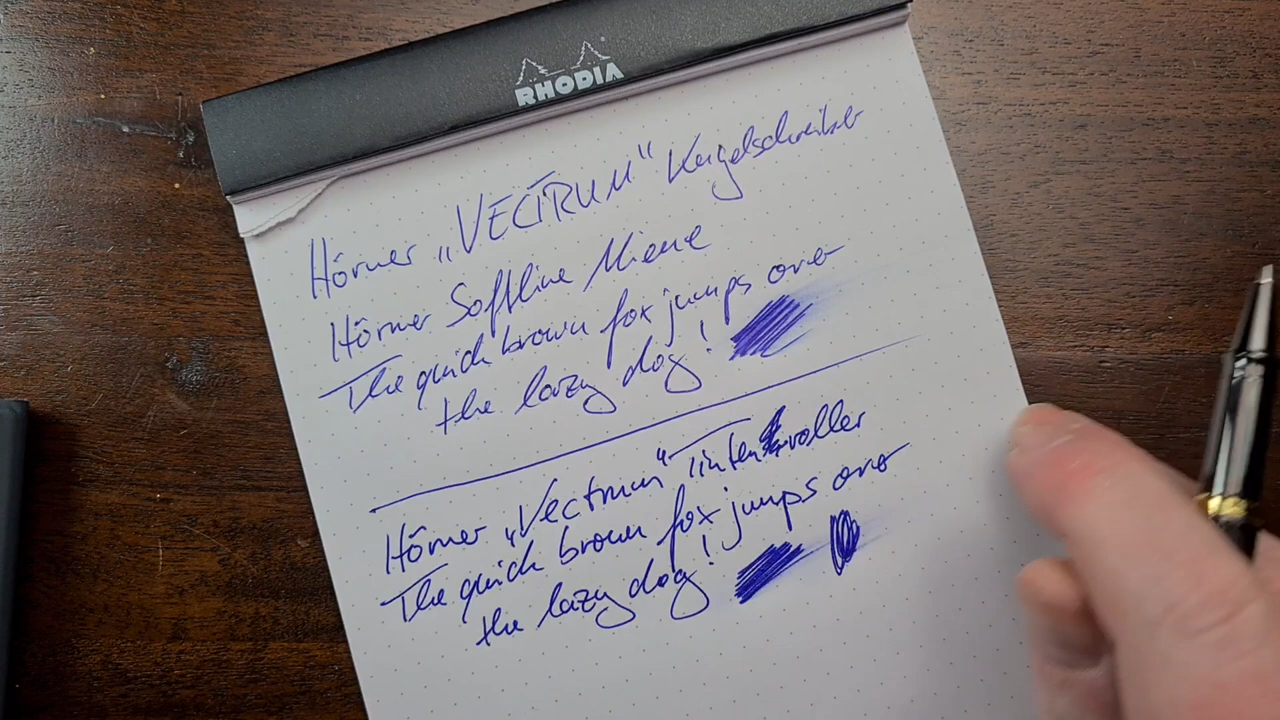 RHODIA
Hörner „VECTRUM“ Kugelschreiber
Hörner Softline Miene
The quick brown fox jumps over
the lazy dog!
Hörner „Vectrum“ Tintenroller
The quick brown fox jumps over
the lazy dog!